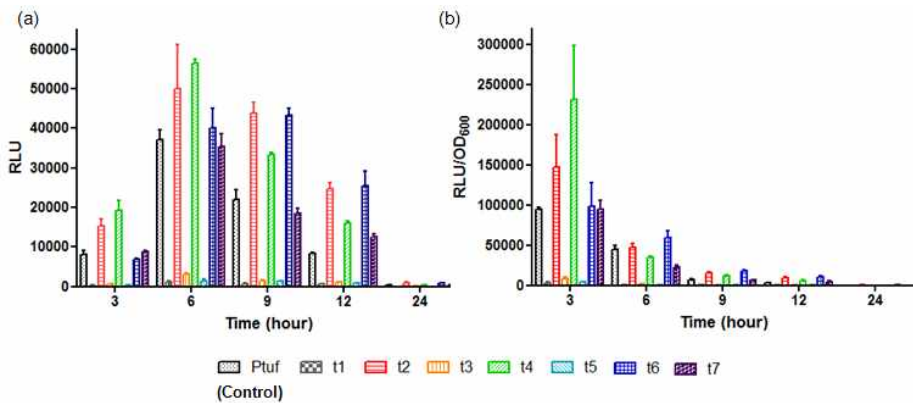 (a)
RLU
60000
50000
40000
30000
20000
10000
0
3 6 9 12 24
Time (hour)
(b)
RLU/OD600
300000
250000
200000
150000
100000
50000
0
3 6 9 12 24
Time (hour)
Ptuf t1 t2 t3 t4 t5 t6 t7
(Control)